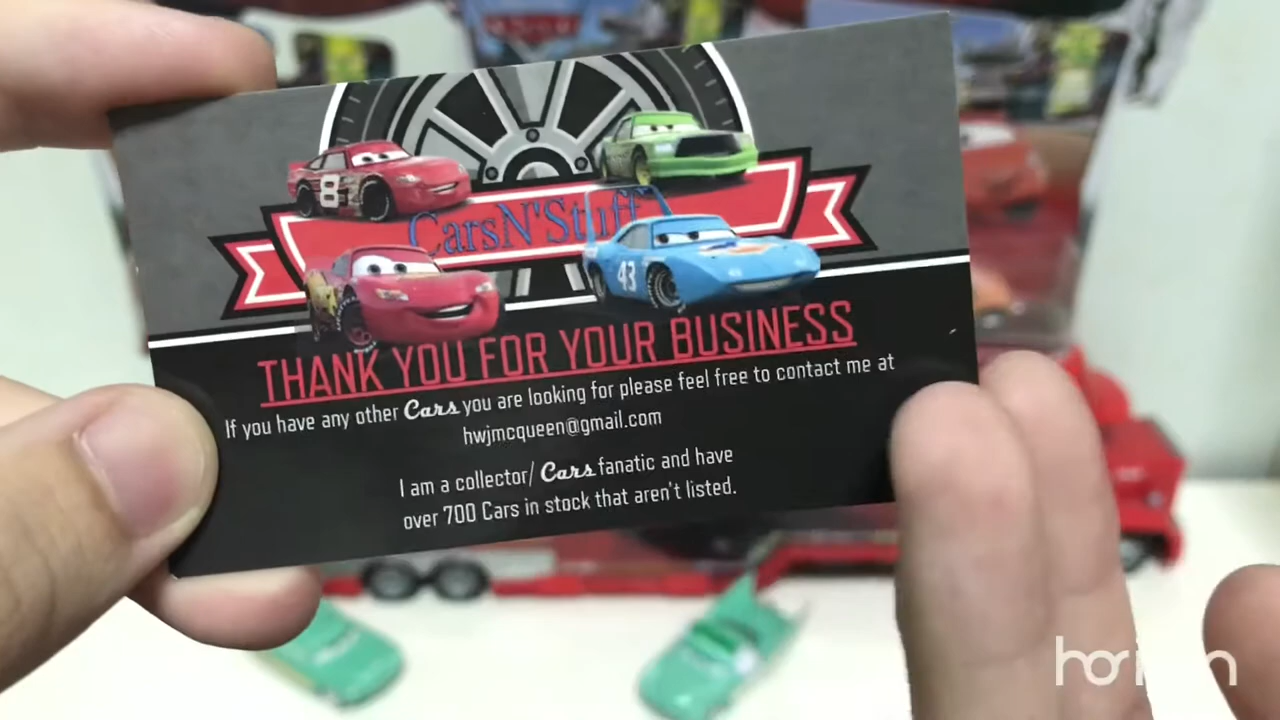 8
CarsN'Stuff
43
THANK YOU FOR YOUR BUSINESS
If you have any other Cars you are looking for please feel free to contact me at
hwjmcqueen@gmail.com
I am a collector/ Cars fanatic and have
over 700 Cars in stock that aren't listed.